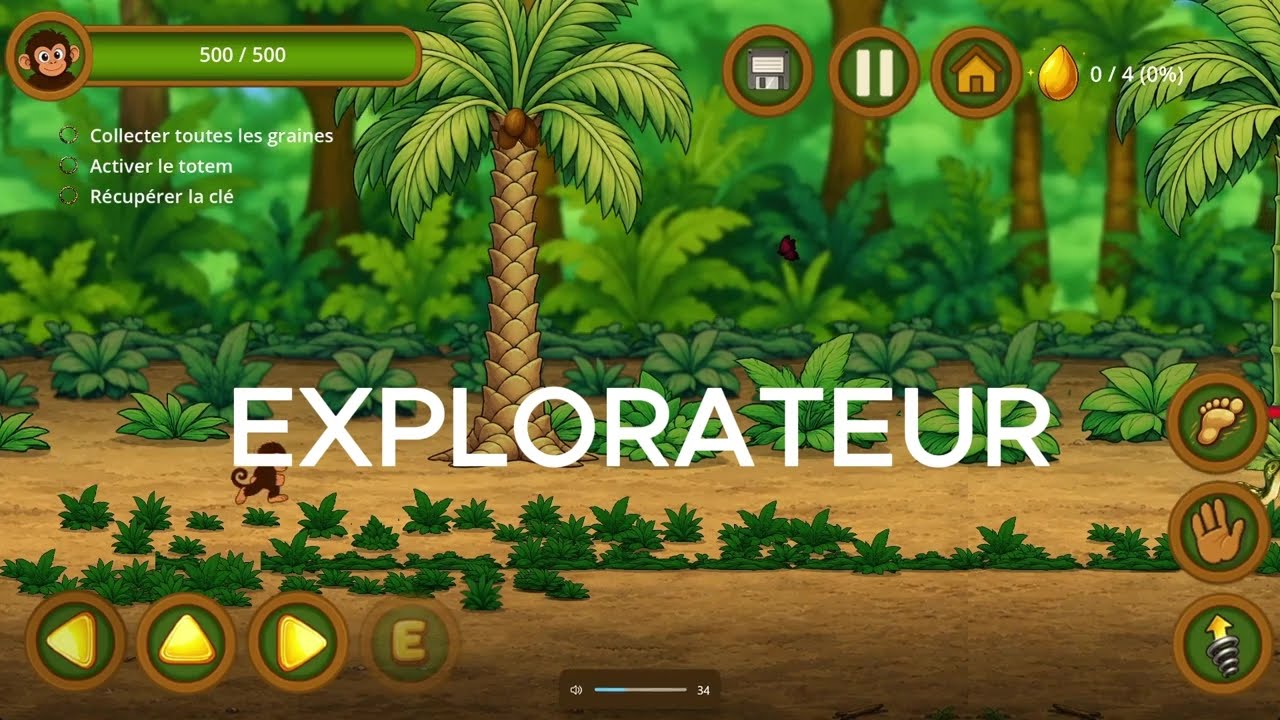 500 / 500
0 / 4 (0%)
Collecter toutes les graines
Activer le totem
Récupérer la clé
EXPLORATEUR
E
34